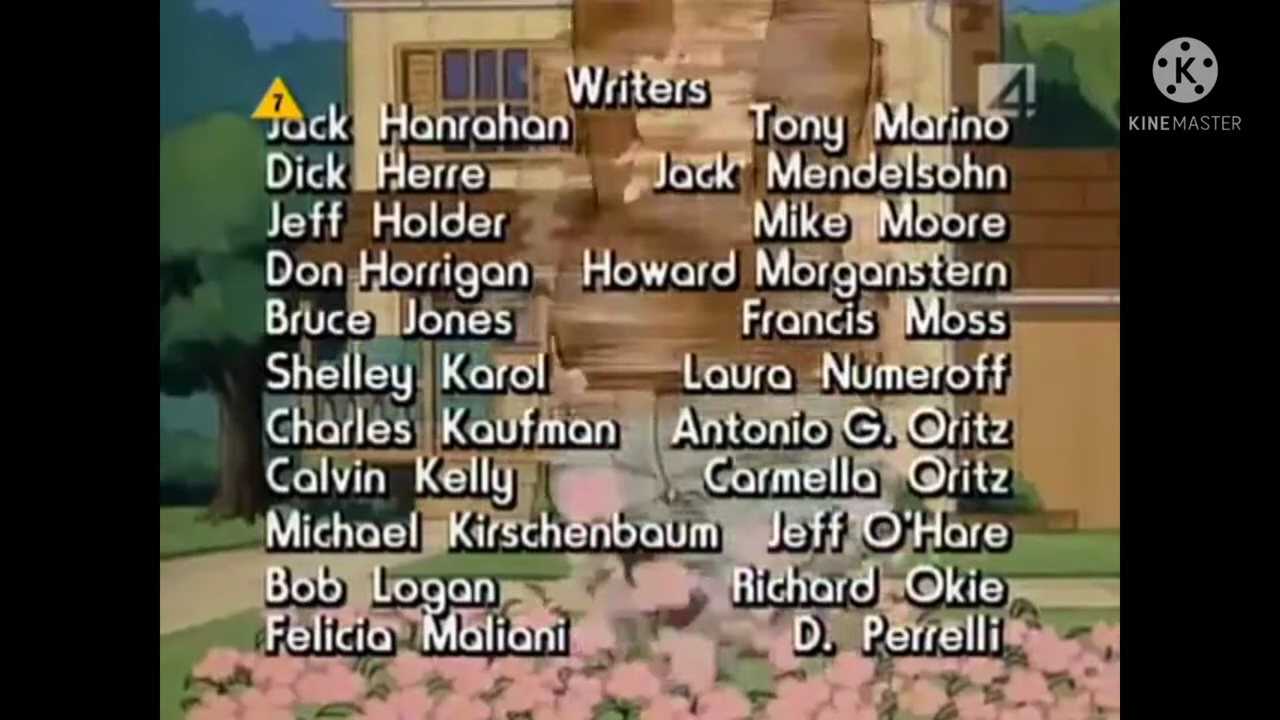 Writers
7
4
K
KINEMASTER
Jack Hanrahan Tony Marino
Dick Herre Jack Mendelsohn
Jeff Holder Mike Moore
Don Horrigan Howard Morganstern
Bruce Jones Francis Moss
Shelley Karol Laura Numeroff
Charles Kaufman Antonio G. Oritz
Calvin Kelly Carmella Oritz
Michael Kirschenbaum Jeff O'Hare
Bob Logan Richard Okie
Felicia Maliani D. Perrelli